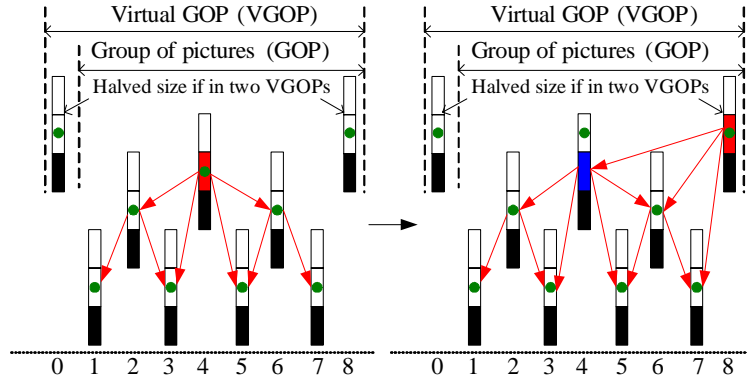 Virtual GOP (VGOP)
Group of pictures (GOP)
Halved size if in two VGOPs
0 1 2 3 4 5 6 7 8
Virtual GOP (VGOP)
Group of pictures (GOP)
Halved size if in two VGOPs
0 1 2 3 4 5 6 7 8